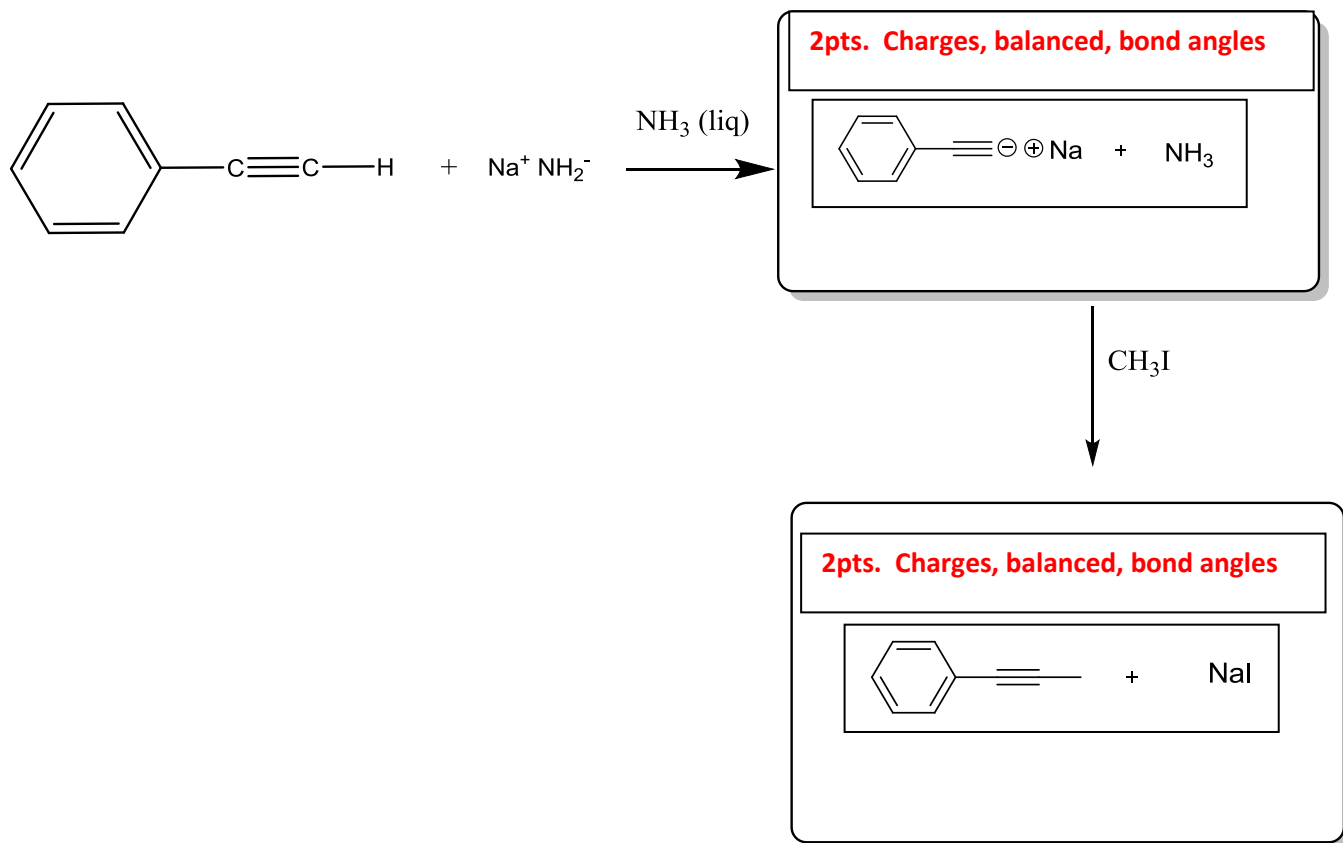 2pts. Charges, balanced, bond angles
NH3 (liq)
C C H + Na+ NH2-
⊖ ⊕ Na + NH3
CH3I
2pts. Charges, balanced, bond angles
+ NaI